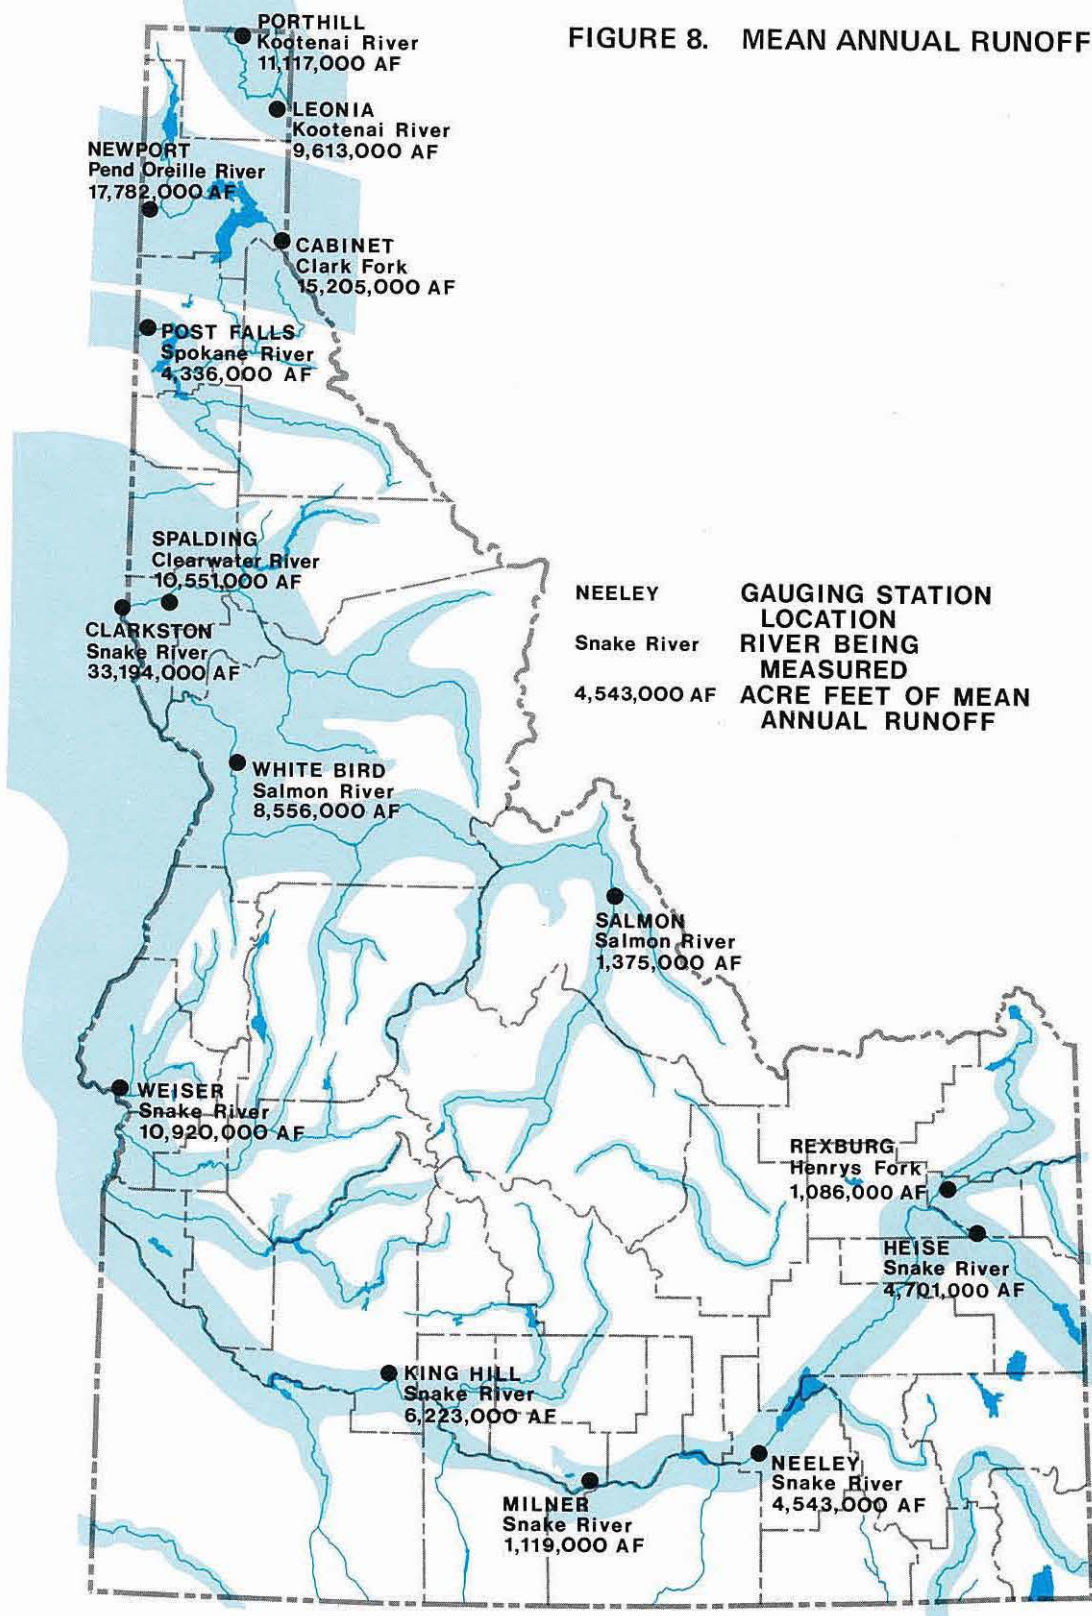 FIGURE 8. MEAN ANNUAL RUNOFF
PORTHILL
Kootenai River
11,117,000 AF
LEONIA
Kootenai River
9,613,000 AF
NEWPORT
Pend Oreille River
17,782,000 AF
CABINET
Clark Fork
15,205,000 AF
POST FALLS
Spokane River
4,336,000 AF
SPALDING
Clearwater River
10,551,000 AF
CLARKSTON
Snake River
33,194,000 AF
NEELEY GAUGING STATION
LOCATION
Snake River RIVER BEING
MEASURED
4,543,000 AF ACRE FEET OF MEAN
ANNUAL RUNOFF
WHITE BIRD
Salmon River
8,556,000 AF
SALMON
Salmon River
1,375,000 AF
WEISER
Snake River
10,920,000 AF
REXBURG
Henrys Fork
1,086,000 AF
HEISE
Snake River
4,701,000 AF
KING HILL
Snake River
6,223,000 AF
NEELEY
Snake River
4,543,000 AF
MILNER
Snake River
1,119,000 AF